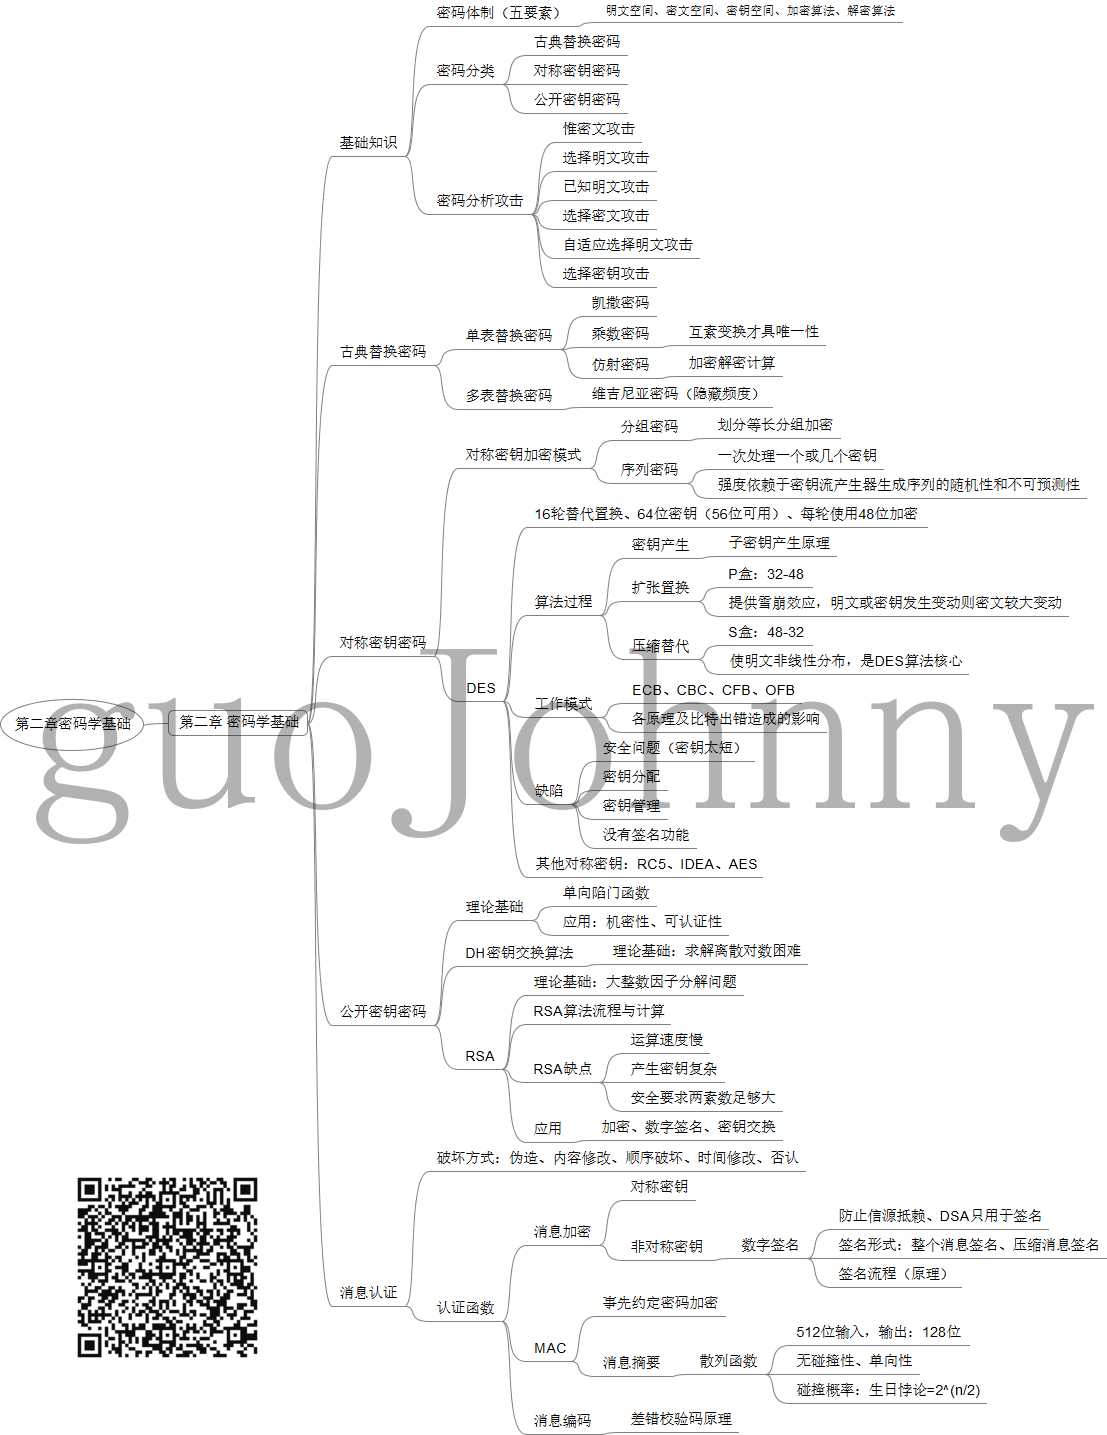 密码体制（五要素）
明文空间、密文空间、密钥空间、加密算法、解密算法
古典替换密码
密码分类
对称密钥密码
公开密钥密码
基础知识
惟密文攻击
选择明文攻击
已知明文攻击
密码分析攻击
选择密文攻击
自适应选择明文攻击
选择密钥攻击
凯撒密码
单表替换密码
乘数密码
互素变换才具唯一性
古典替换密码
仿射密码
加密解密计算
多表替换密码
维吉尼亚密码（隐藏频度）
分组密码
划分等长分组加密
对称密钥加密模式
序列密码
一次处理一个或几个密钥
强度依赖于密钥流产生器生成序列的随机性和不可预测性
16轮替代置换、64位密钥（56位可用）、每轮使用48位加密
密钥产生
子密钥产生原理
算法过程
扩张置换
P盒：32-48
提供雪崩效应，明文或密钥发生变动则密文较大变动
对称密钥密码
压缩替代
S盒：48-32
使明文非线性分布，是DES算法核心
DES
工作模式
ECB、CBC、CFB、OFB
各原理及比特出错造成的影响
第二章密码学基础
第二章 密码学基础
guoJohnny
缺陷
安全问题（密钥太短）
密钥分配
密钥管理
没有签名功能
其他对称密钥：RC5、IDEA、AES
理论基础
单向陷门函数
应用：机密性、可认证性
DH密钥交换算法
理论基础：求解离散对数困难
公开密钥密码
理论基础：大整数因子分解问题
RSA算法流程与计算
RSA
RSA缺点
运算速度慢
产生密钥复杂
安全要求两素数足够大
应用
加密、数字签名、密钥交换
破坏方式：伪造、内容修改、顺序破坏、时间修改、否认
对称密钥
消息加密
非对称密钥
数字签名
防止信源抵赖、DSA只用于签名
签名形式：整个消息签名、压缩消息签名
签名流程（原理）
消息认证
认证函数
事先约定密码加密
MAC
消息摘要
散列函数
512位输入，输出：128位
无碰撞性、单向性
碰撞概率：生日悖论=2^(n/2)
消息编码
差错校验码原理